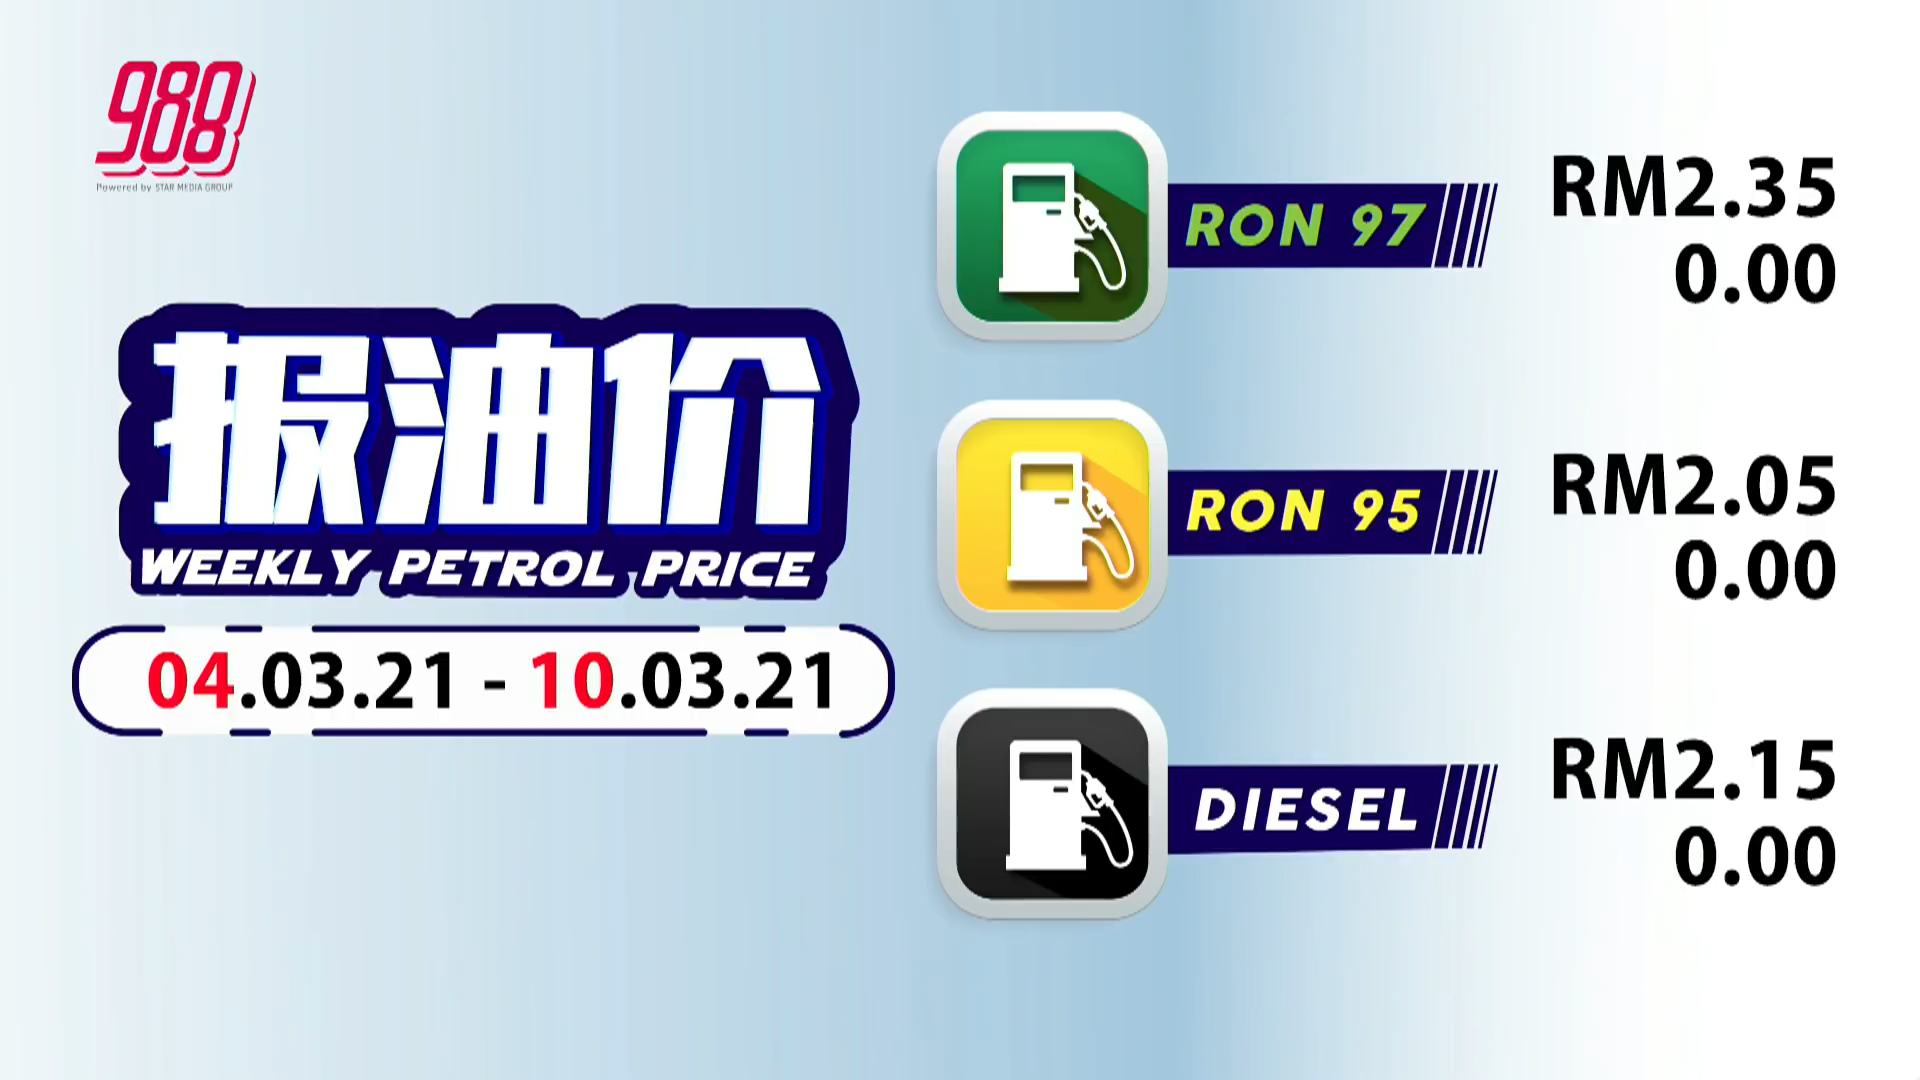 988
Powered by STAR MEDIA GROUP
报油价
WEEKLY PETROL PRICE
04.03.21 - 10.03.21
RON 97
RM2.35
0.00
RON 95
RM2.05
0.00
DIESEL
RM2.15
0.00